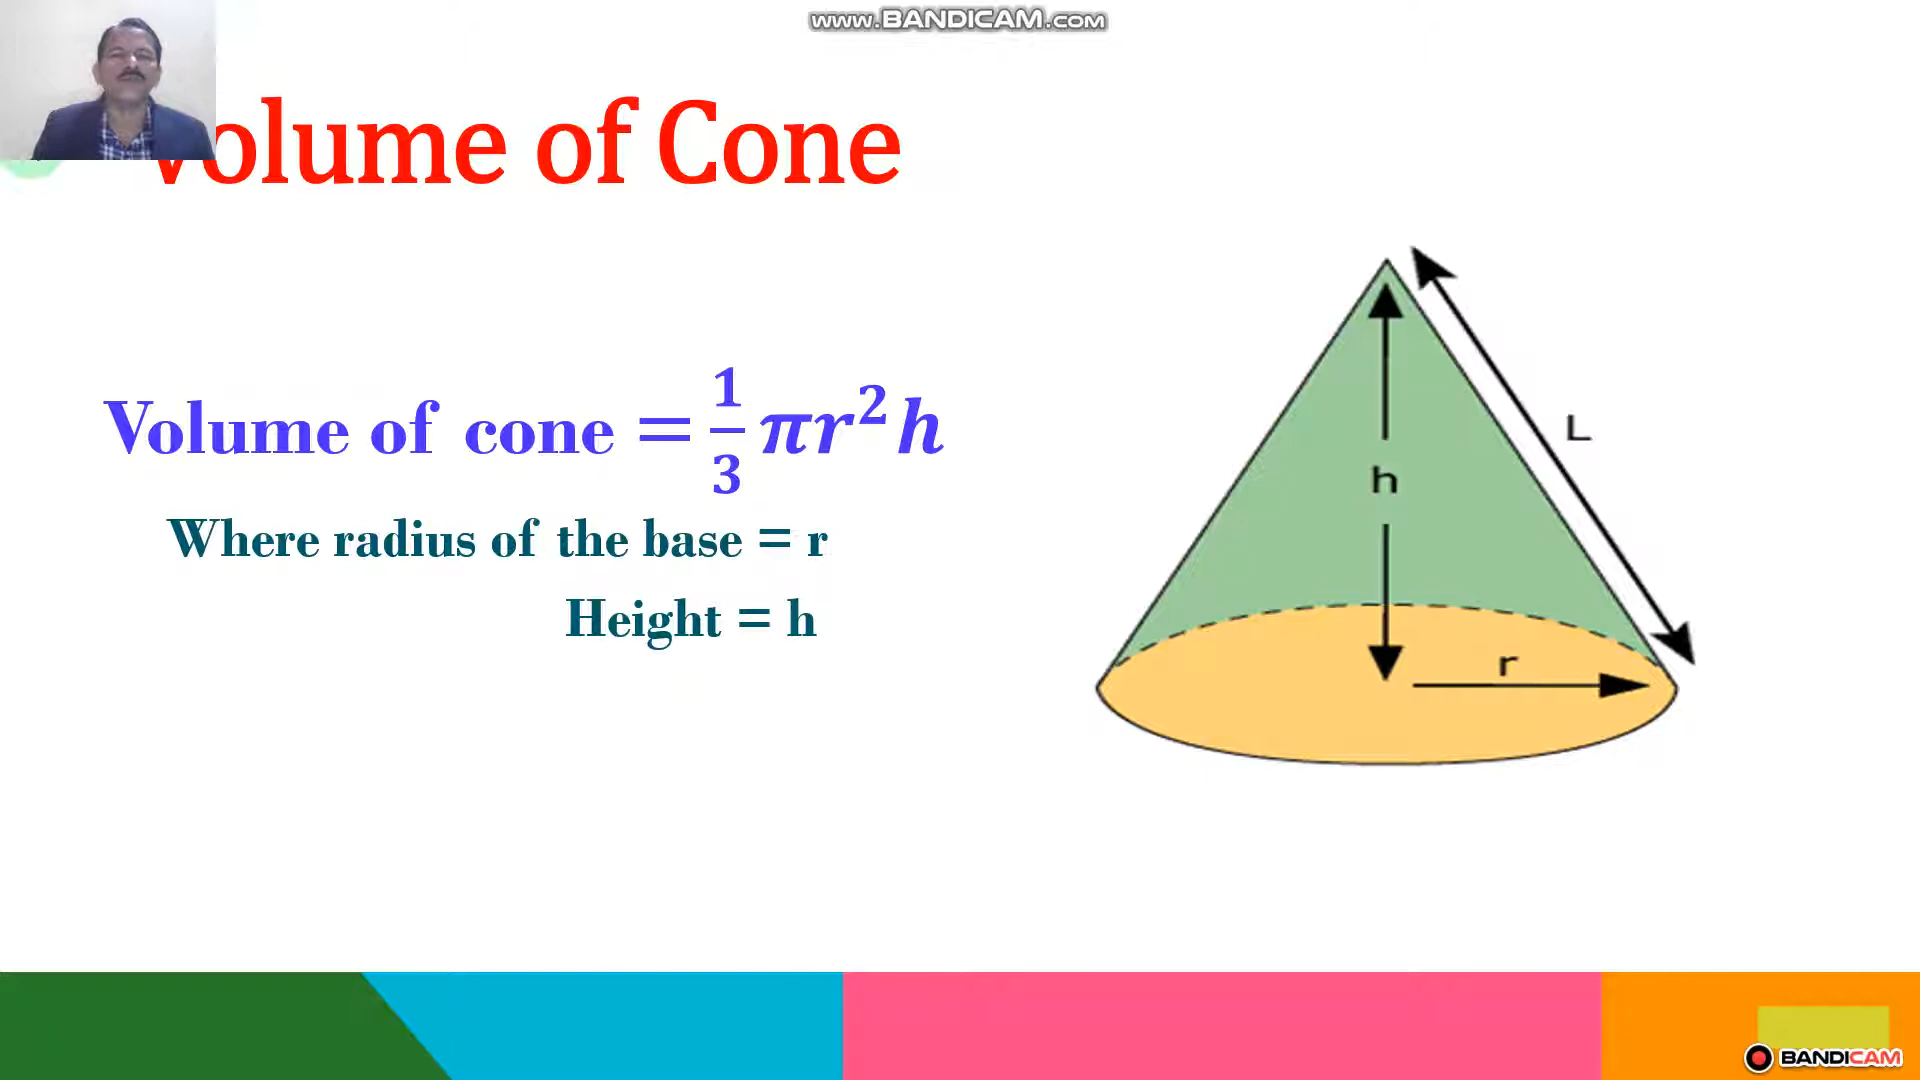 www.BANDICAM.com
Volume of Cone
Volume of cone = 1/3 πr²h
Where radius of the base = r
Height = h
h
L
r
BANDICAM